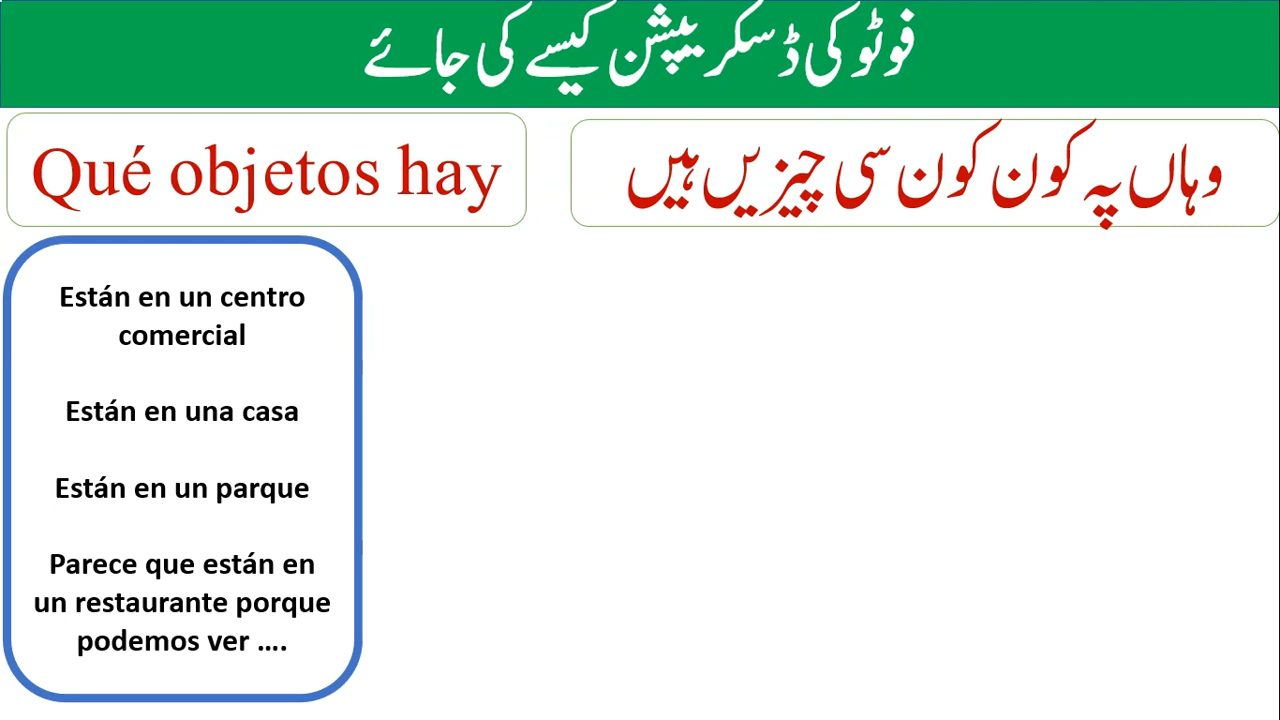 فوٹو کی ڈسکریپشن کیسے کی جائے
Qué objetos hay
وہاں پہ کون کون سی چیزیں ہیں
Están en un centro
comercial
Están en una casa
Están en un parque
Parece que están en
un restaurante porque
podemos ver ....